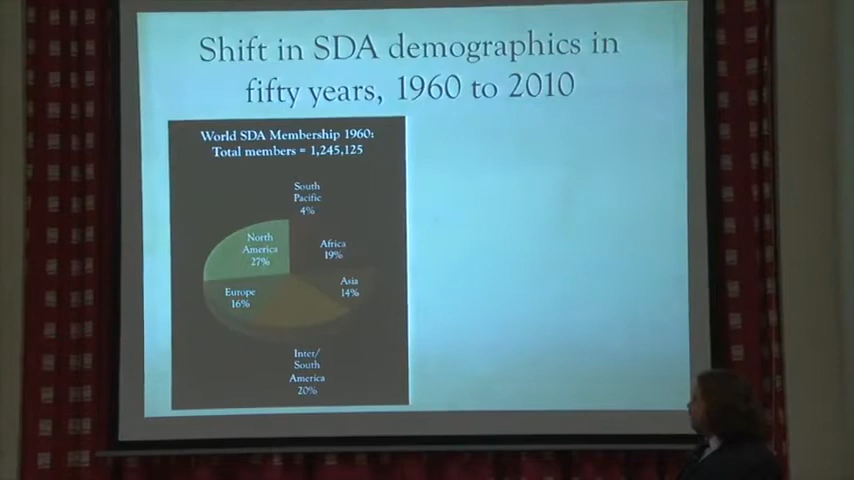 Shift in SDA demographics in
fifty years, 1960 to 2010
World SDA Membership 1960:
Total members = 1,245,125
South
Pacific
4%
North
America
27%
Africa
19%
Asia
14%
Europe
16%
Inter/
South
America
20%